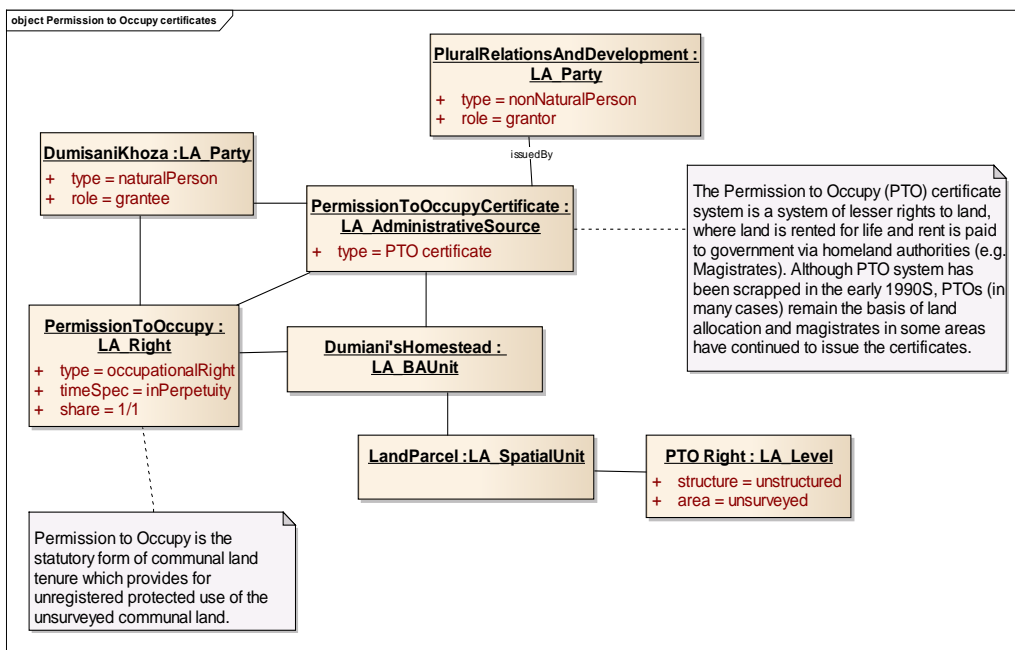 object Permission to Occupy certificates
PluralRelationsAndDevelopment :
LA_Party
+ type = nonNaturalPerson
+ role = grantor
issuedBy
DumisaniKhoza :LA_Party
+ type = naturalPerson
+ role = grantee
PermissionToOccupyCertificate :
LA_AdministrativeSource
+ type = PTO certificate
The Permission to Occupy (PTO) certificate
system is a system of lesser rights to land,
where land is rented for life and rent is paid
to government via homeland authorities (e.g.
Magistrates). Although PTO system has
been scrapped in the early 1990S, PTOs (in
many cases) remain the basis of land
allocation and magistrates in some areas
have continued to issue the certificates.
PermissionToOccupy :
LA_Right
+ type = occupationalRight
+ timeSpec = inPerpetuity
+ share = 1/1
Dumiani'sHomestead :
LA_BAUnit
LandParcel :LA_SpatialUnit
PTO Right : LA_Level
+ structure = unstructured
+ area = unsurveyed
Permission to Occupy is the
statutory form of communal land
tenure which provides for
unregistered protected use of the
unsurveyed communal land.